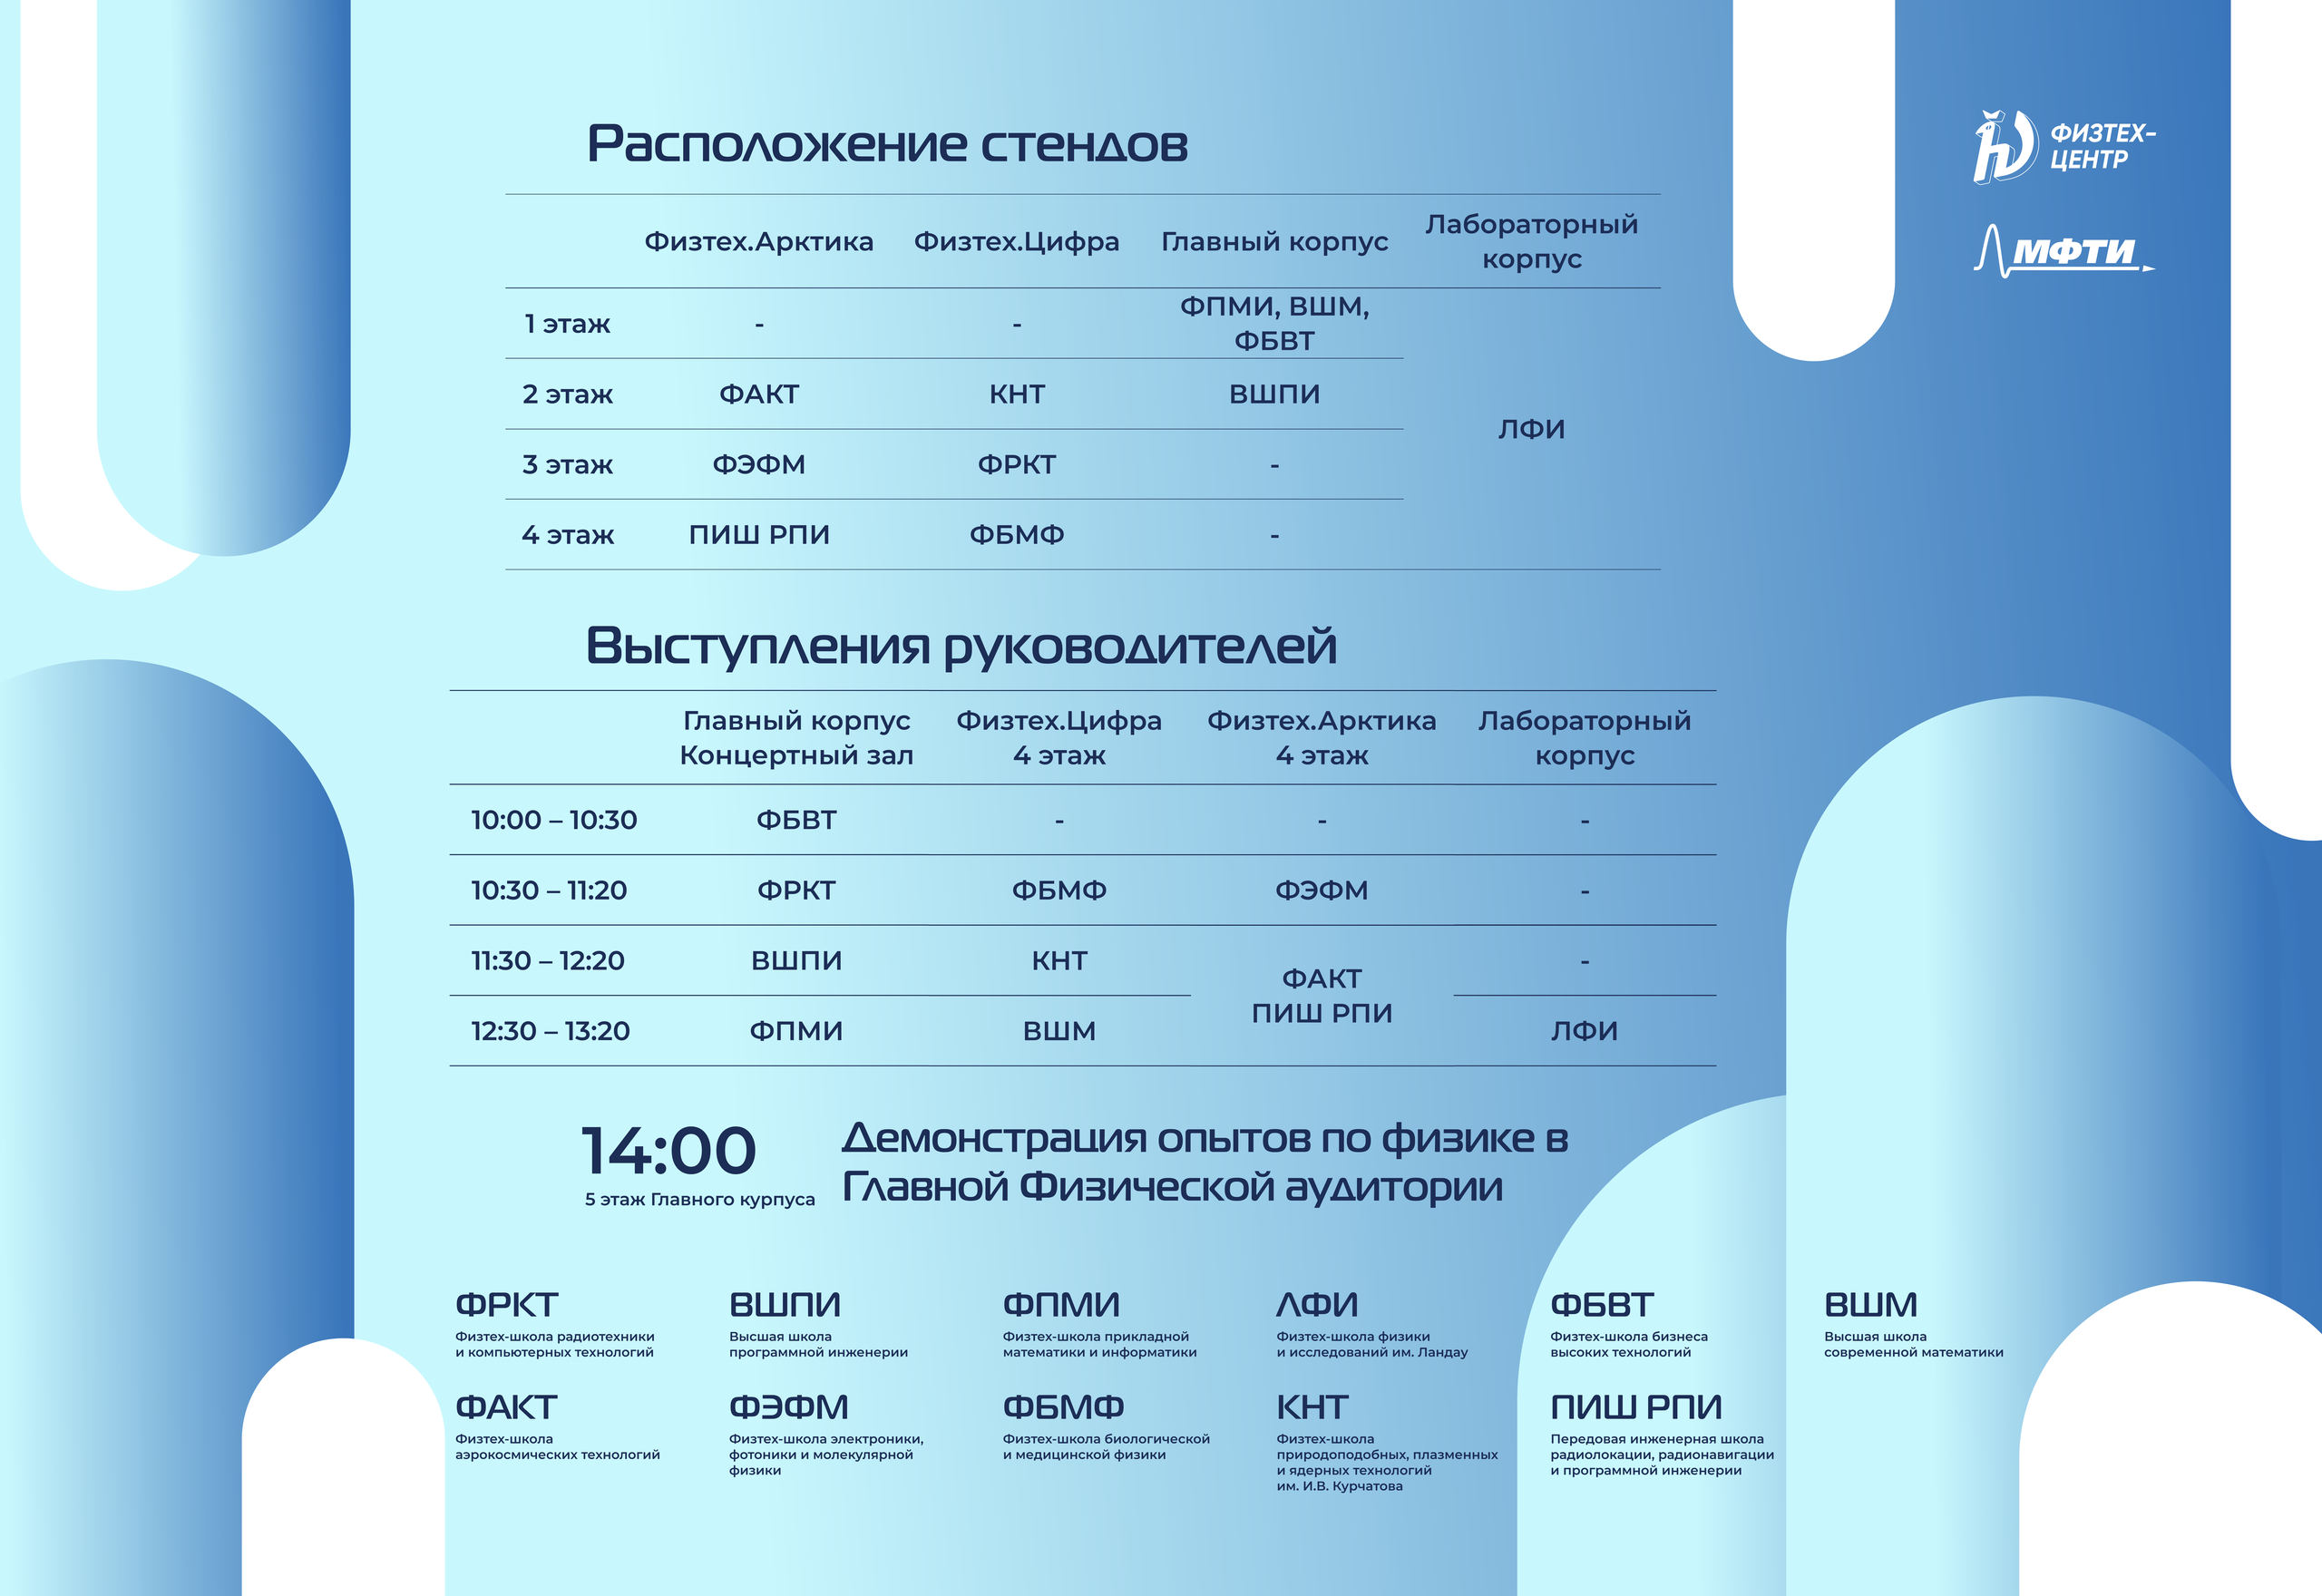 Расположение стендов
ФИЗТЕХ-
ЦЕНТР
МФТИ
Физтех.Арктика Физтех.Цифра Главный корпус Лабораторный
корпус
1 этаж - - ФПМИ, ВШМ,
ФБВТ
2 этаж ФАКТ КНТ ВШПИ
ЛФИ
3 этаж ФЭФМ ФРКТ -
4 этаж ПИШ РПИ ФБМФ -
Выступления руководителей
Главный корпус Физтех.Цифра Физтех.Арктика Лабораторный
Концертный зал 4 этаж 4 этаж корпус
10:00 – 10:30 ФБВТ - - -
10:30 – 11:20 ФРКТ ФБМФ ФЭФМ -
11:30 – 12:20 ВШПИ КНТ -
ФАКТ
ПИШ РПИ
12:30 – 13:20 ФПМИ ВШМ ЛФИ
14:00
5 этаж Главного курпуса
Демонстрация опытов по физике в
Главной Физической аудитории
ФРКТ
Физтех-школа радиотехники
и компьютерных технологий
ВШПИ
Высшая школа
программной инженерии
ФПМИ
Физтех-школа прикладной
математики и информатики
ЛФИ
Физтех-школа физики
и исследований им. Ландау
ФБВТ
Физтех-школа бизнеса
высоких технологий
ВШМ
Высшая школа
современной математики
ФАКТ
Физтех-школа
аэрокосмических технологий
ФЭФМ
Физтех-школа электроники,
фотоники и молекулярной
физики
ФБМФ
Физтех-школа биологической
и медицинской физики
КНТ
Физтех-школа
природоподобных, плазменных
и ядерных технологий
им. И.В. Курчатова
ПИШ РПИ
Передовая инженерная школа
радиолокации, радионавигации
и программной инженерии